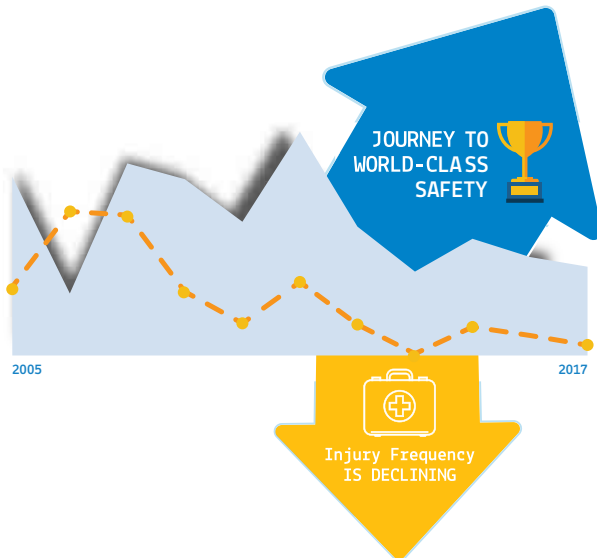 JOURNEY TO
WORLD-CLASS
SAFETY
2005
2017
Injury Frequency
IS DECLINING